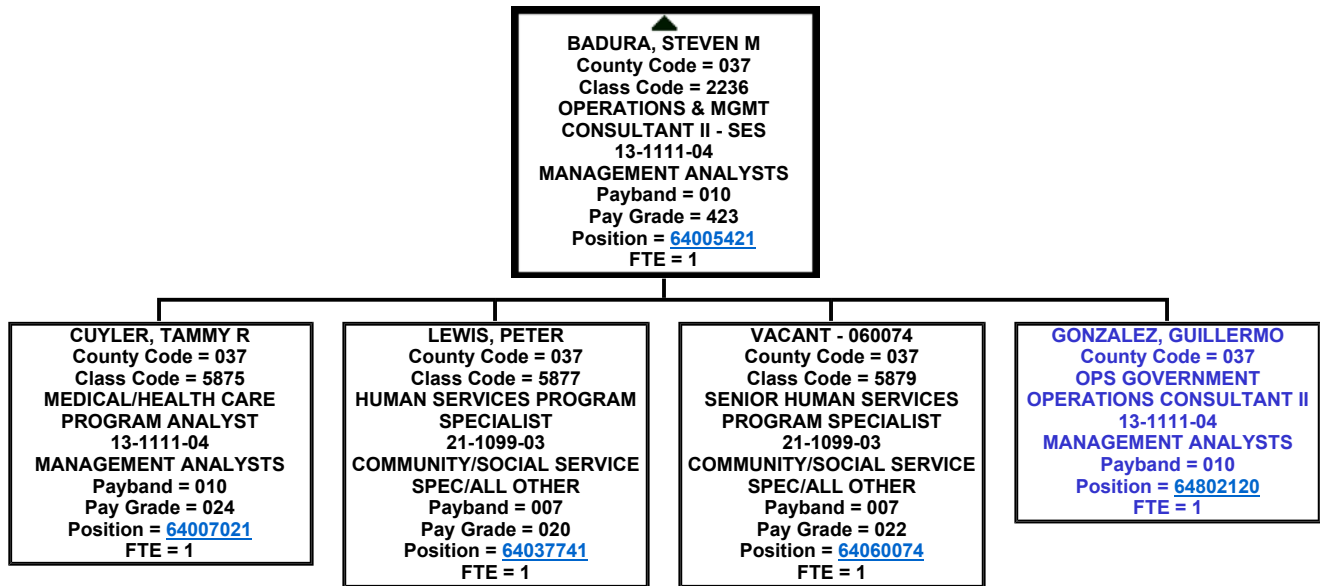 BADURA, STEVEN M
County Code = 037
Class Code = 2236
OPERATIONS & MGMT
CONSULTANT II - SES
13-1111-04
MANAGEMENT ANALYSTS
Payband = 010
Pay Grade = 423
Position = 64005421
FTE = 1
CUYLER, TAMMY R
County Code = 037
Class Code = 5875
MEDICAL/HEALTH CARE
PROGRAM ANALYST
13-1111-04
MANAGEMENT ANALYSTS
Payband = 010
Pay Grade = 024
Position = 64007021
FTE = 1
LEWIS, PETER
County Code = 037
Class Code = 5877
HUMAN SERVICES PROGRAM
SPECIALIST
21-1099-03
COMMUNITY/SOCIAL SERVICE
SPEC/ALL OTHER
Payband = 007
Pay Grade = 020
Position = 64037741
FTE = 1
VACANT - 060074
County Code = 037
Class Code = 5879
SENIOR HUMAN SERVICES
PROGRAM SPECIALIST
21-1099-03
COMMUNITY/SOCIAL SERVICE
SPEC/ALL OTHER
Payband = 007
Pay Grade = 022
Position = 64060074
FTE = 1
GONZALEZ, GUILLERMO
County Code = 037
OPS GOVERNMENT
OPERATIONS CONSULTANT II
13-1111-04
MANAGEMENT ANALYSTS
Payband = 010
Position = 64802120
FTE = 1